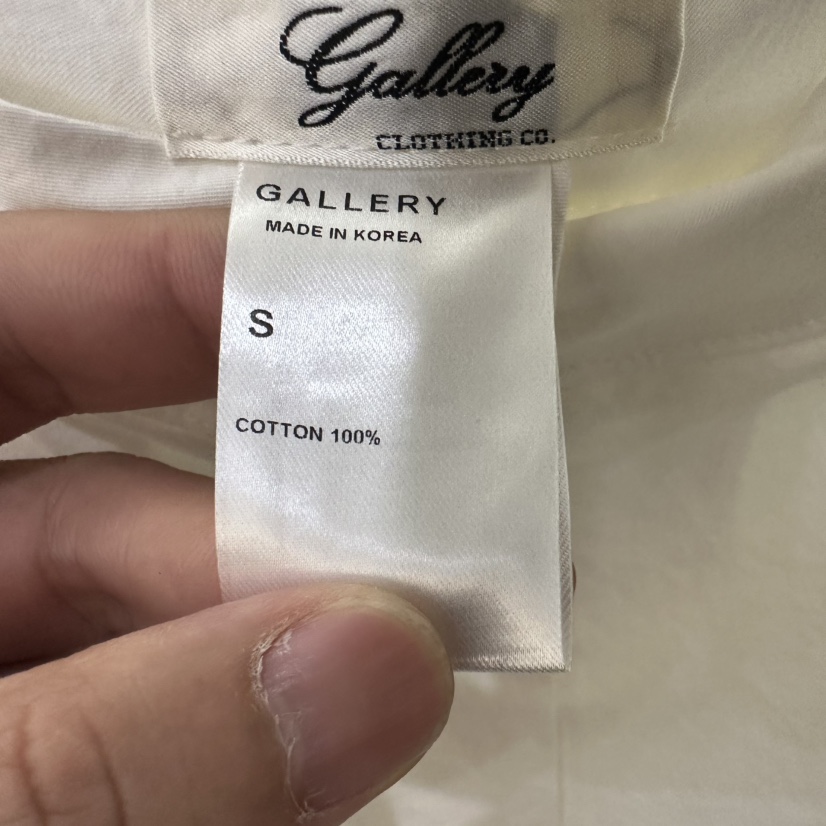 Gallery
CLOTHING CO.
GALLERY
MADE IN KOREA
S
COTTON 100%